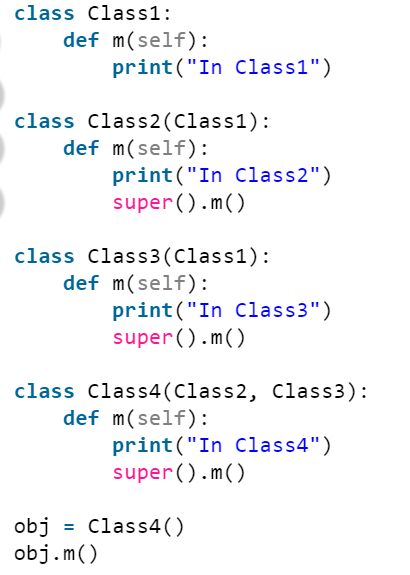 class Class1:
    def m(self):
        print("In Class1")

class Class2(Class1):
    def m(self):
        print("In Class2")
        super().m()

class Class3(Class1):
    def m(self):
        print("In Class3")
        super().m()

class Class4(Class2, Class3):
    def m(self):
        print("In Class4")
        super().m()

obj = Class4()
obj.m()